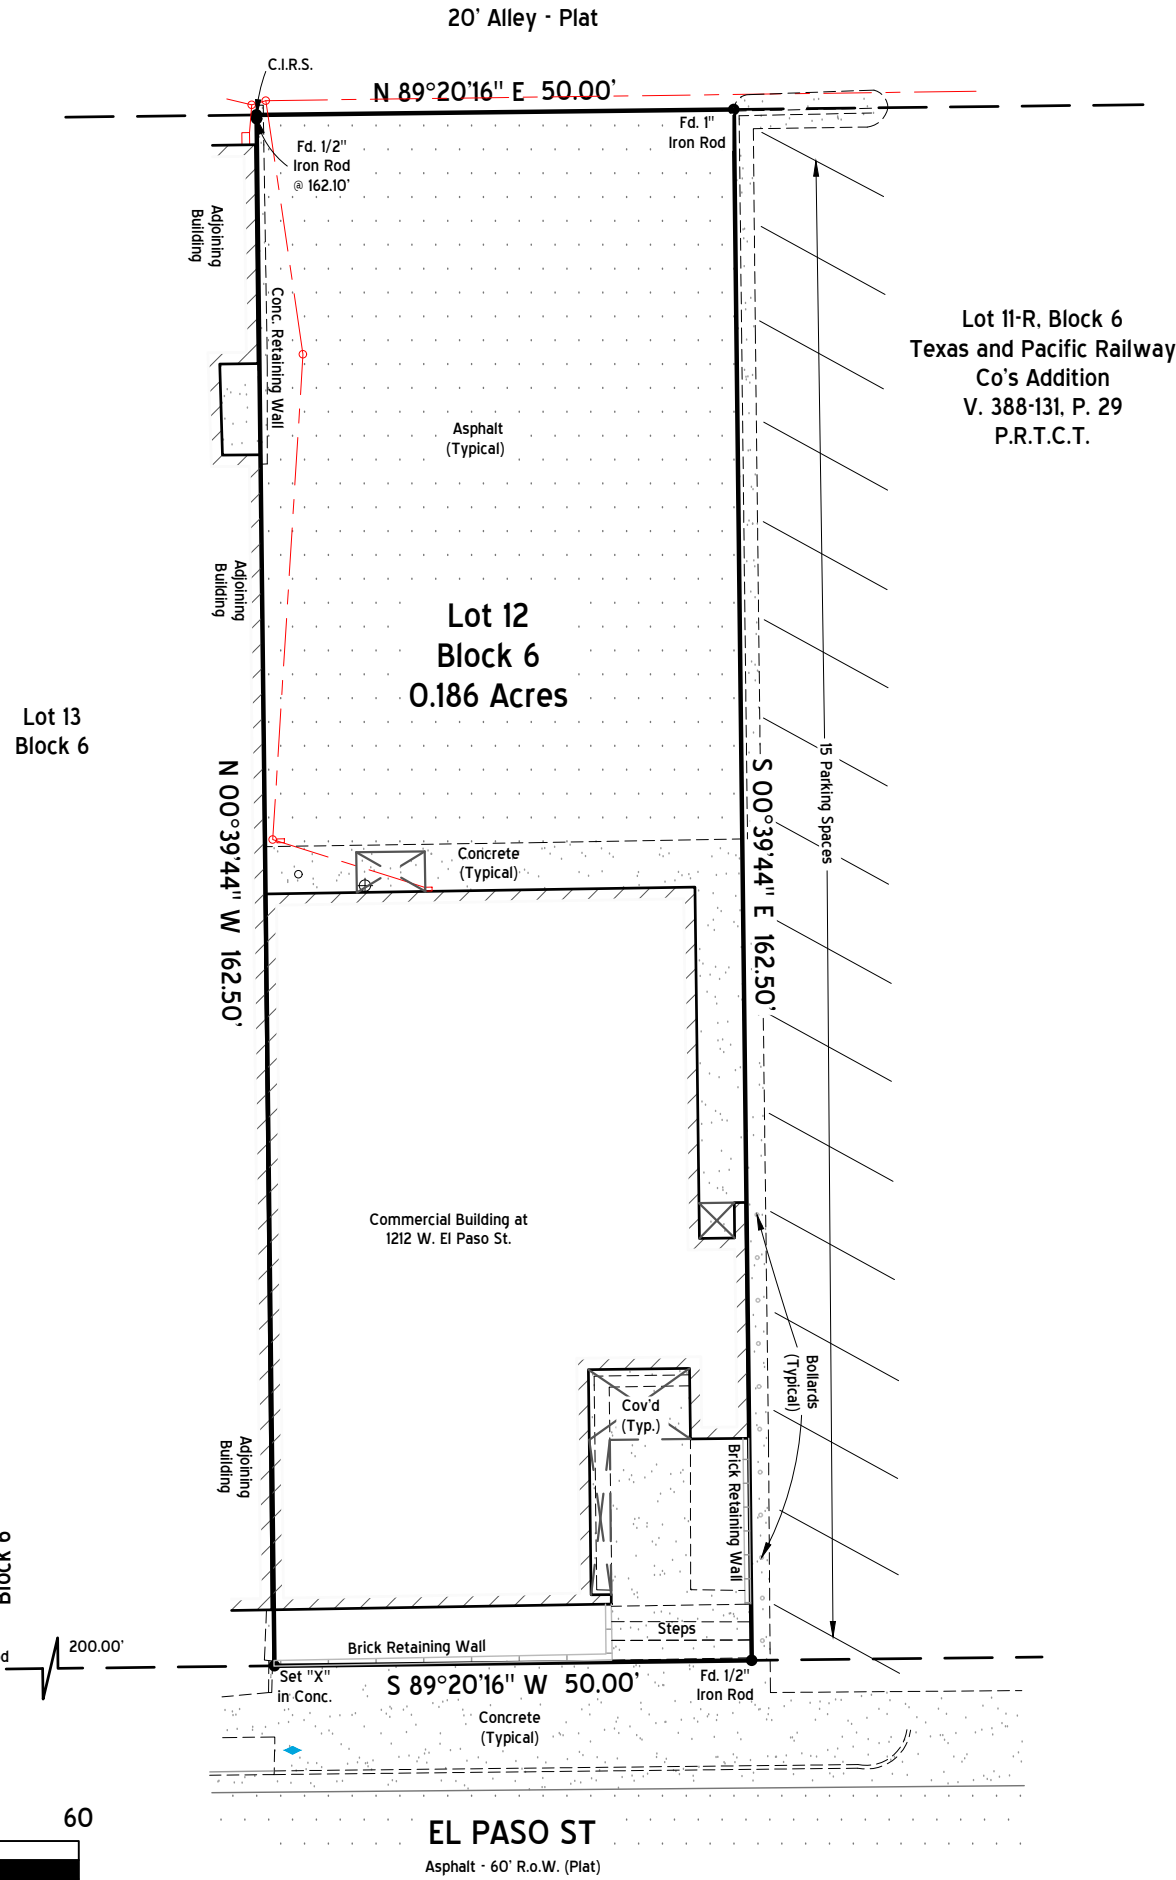 20' Alley - Plat
C.I.R.S.
N 89°20'16" E 50.00'
Fd. 1/2"
Iron Rod
@ 162.10'
Fd. 1"
Iron Rod
Adjoining
Building
Conc. Retaining Wall
Lot 11-R, Block 6
Texas and Pacific Railway
Co's Addition
V. 388-131, P. 29
P.R.T.C.T.
Asphalt
(Typical)
Adjoining
Building
Lot 12
Block 6
0.186 Acres
Lot 13
Block 6
N 00°39'44" W 162.50'
S 00°39'44" E 162.50'
15 Parking Spaces
Concrete
(Typical)
Commercial Building at
1212 W. El Paso St.
Bollards
(Typical)
Cov'd
(Typ.)
Adjoining
Building
Brick Retaining Wall
Block 6
d
200.00'
Steps
Brick Retaining Wall
Set "X"
in Conc.
S 89°20'16" W 50.00'
Fd. 1/2"
Iron Rod
Concrete
(Typical)
60
EL PASO ST
Asphalt - 60' R.o.W. (Plat)